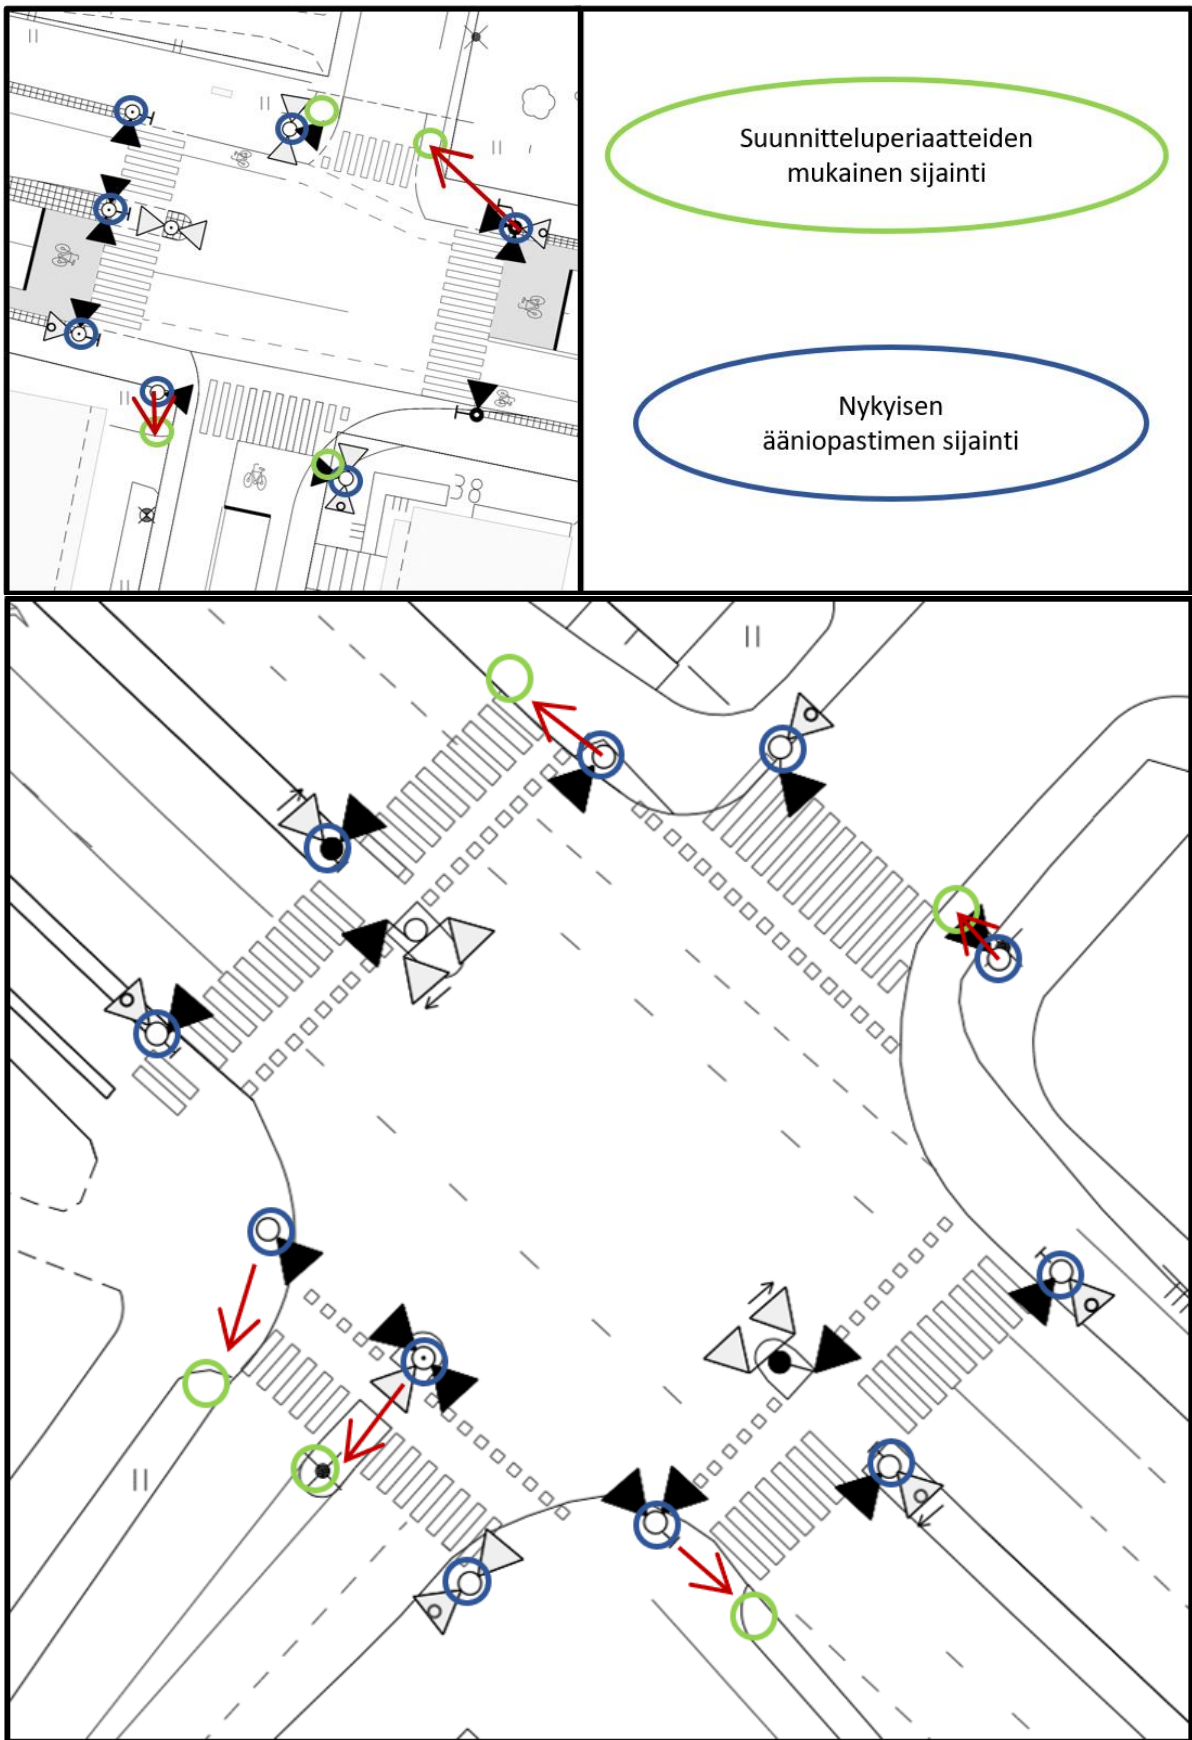 Suunnitteluperiaatteiden
mukainen sijainti
Nykyisen
ääniopastimen sijainti
38